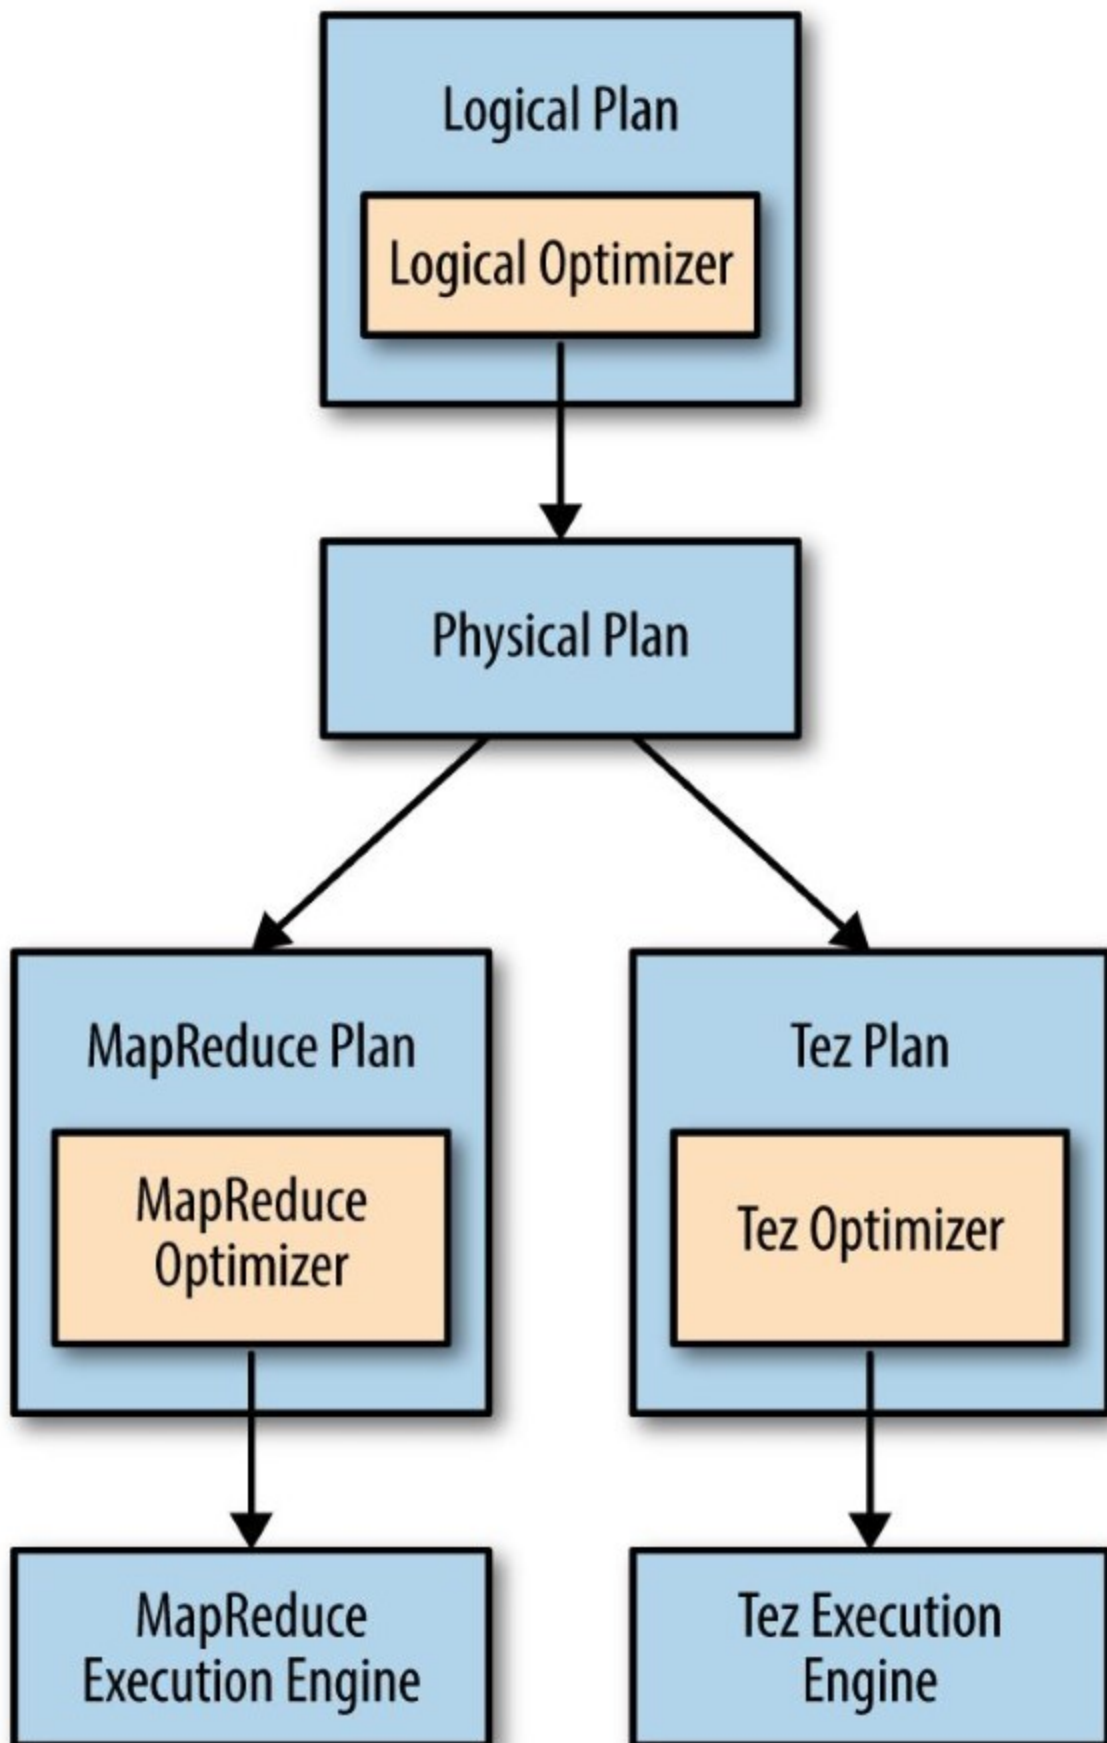 Logical Plan
Logical Optimizer
Physical Plan
MapReduce Plan
MapReduce
Optimizer
Tez Plan
Tez Optimizer
MapReduce
Execution Engine
Tez Execution
Engine